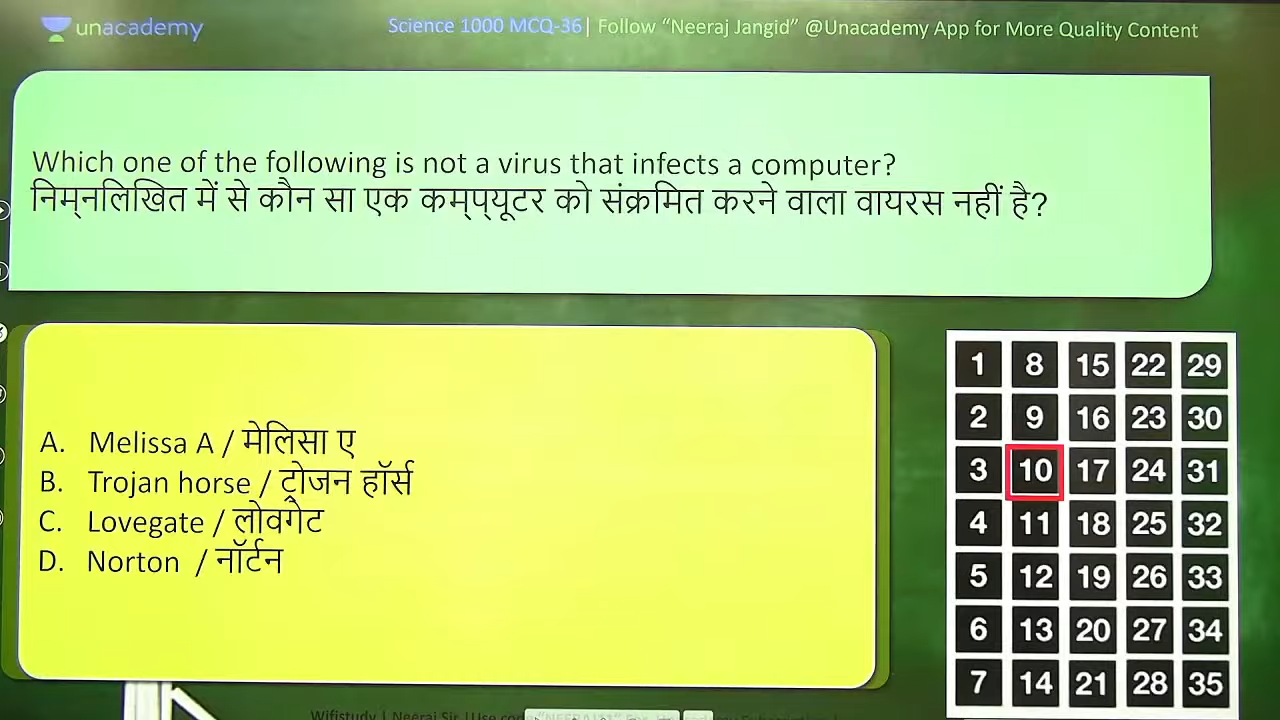 unacademy
Science 1000 MCQ-36| Follow “Neeraj Jangid” @Unacademy App for More Quality Content
Which one of the following is not a virus that infects a computer?
निम्नलिखित में से कौन सा एक कम्प्यूटर को संक्रमित करने वाला वायरस नहीं है?
A. Melissa A / मेलिसा ए
B. Trojan horse / ट्रोजन हॉर्स
C. Lovegate / लोवगेट
D. Norton / नॉर्टन
1 8 15 22 29
2 9 16 23 30
3 10 17 24 31
4 11 18 25 32
5 12 19 26 33
6 13 20 27 34
7 14 21 28 35
Wifistudy | Neeraj Sir |Use code